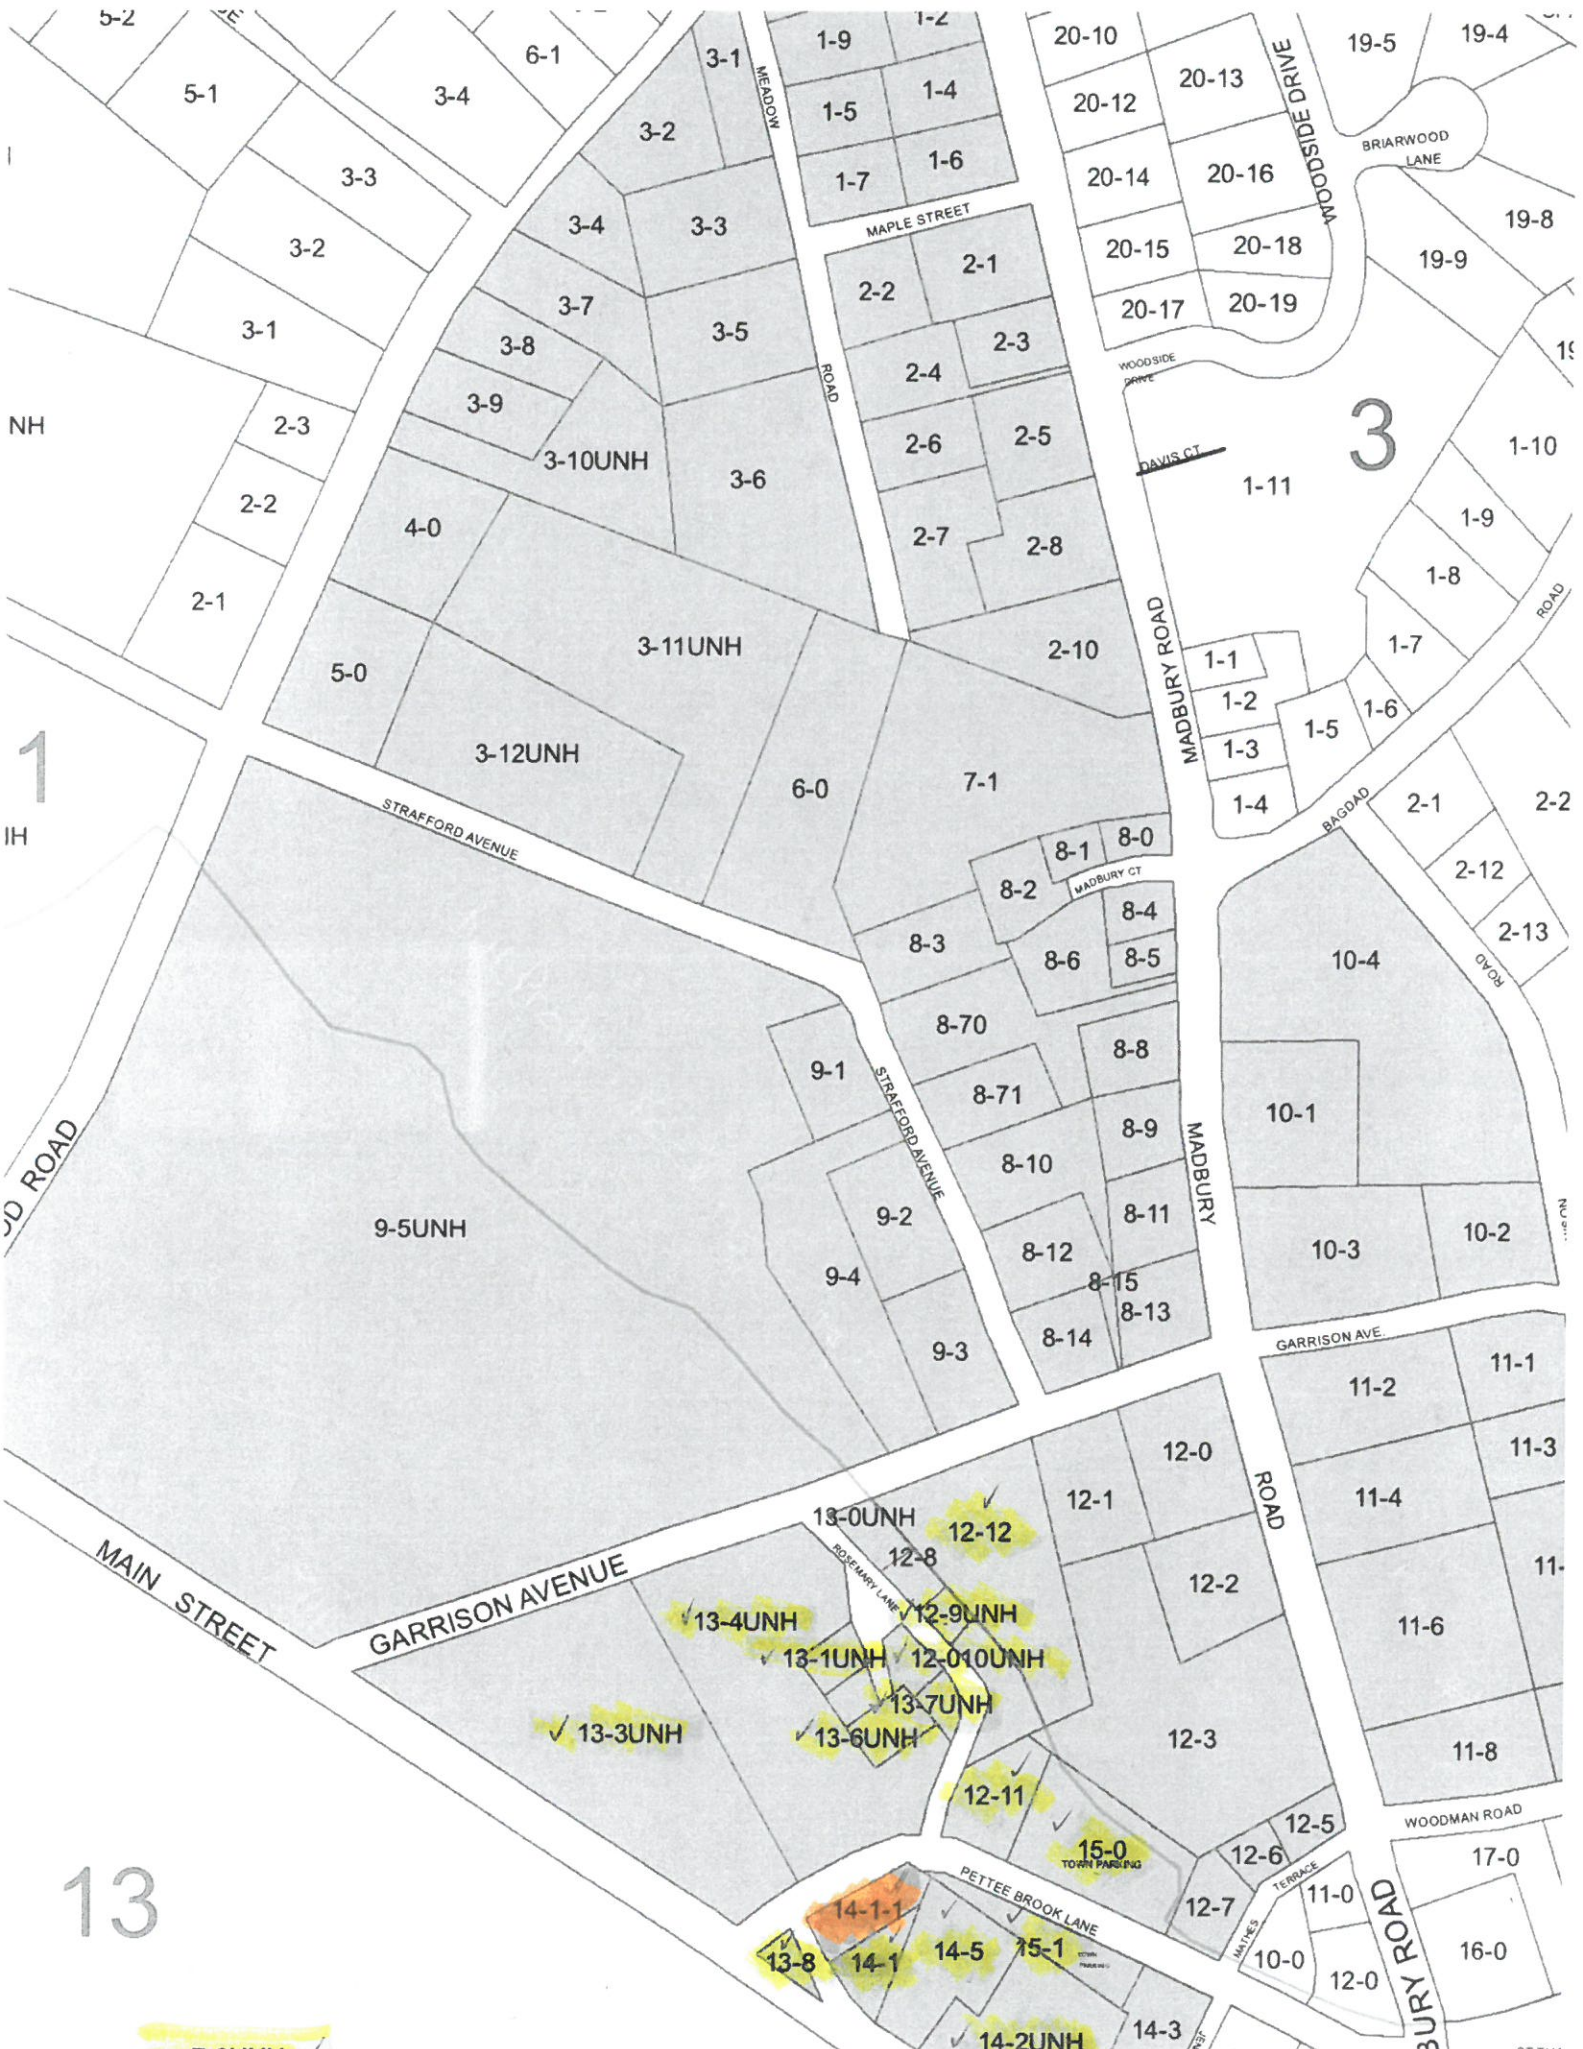 5-2
5-1
6-1
3-4
3-1
1-9
1-2
20-10
19-5
19-4
MEADOW
20-13
WOODSIDE DRIVE
3-2
1-5
1-4
20-12
BRIARWOOD
LANE
3-3
1-7
1-6
20-14
20-16
3-4
3-3
MAPLE STREET
19-8
3-2
2-1
20-15
20-18
19-9
2-2
3-7
20-17
20-19
3-1
3-8
3-5
2-3
WOODSIDE
DRIVE
2-4
ROAD
3-9
2-3
NH
2-6
2-5
3
1-10
3-10UNH
DAVIS CT.
3-6
1-11
2-2
4-0
1-9
2-7
2-8
1-8
2-1
ROAD
3-11UNH
2-10
MADBURY ROAD
1-1
1-7
5-0
1-2
1-6
1-5
1-3
3-12UNH
1
6-0
7-1
1-4
BAGDAD
2-1
2-2
STRAFFORD AVENUE
IH
8-1
8-0
8-2
MADBURY CT
2-12
8-4
8-3
8-6
8-5
10-4
2-13
ROAD
8-70
8-8
9-1
STRAFFORD AVENUE
8-71
10-1
8-9
MADBURY
8-10
OD ROAD
9-5UNH
9-2
8-11
10-2
8-12
10-3
9-4
8-15
8-13
8-14
9-3
GARRISON AVE.
11-2
11-1
12-0
11-3
12-1
11-4
ROAD
13-0UNH
12-12
12-8
ROSEMARY LANE
MAIN STREET
GARRISON AVENUE
12-2
11-
13-4UNH
12-9UNH
11-6
13-1UNH
12-010UNH
13-7UNH
13-3UNH
13-6UNH
12-3
11-8
12-11
WOODMAN ROAD
12-5
15-0
TOWN PARKING
12-6
17-0
13
PETTEE BROOK LANE
TERRACE
14-1-1
12-7
11-0
MATHES
14-5
15-1
13-8
14-1
10-0
12-0
BURY ROAD
16-0
14-2UNH
14-3